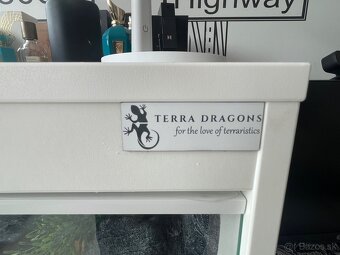 Highway
TERRA DRAGONS
for the love of terraristics
Bazos.sk